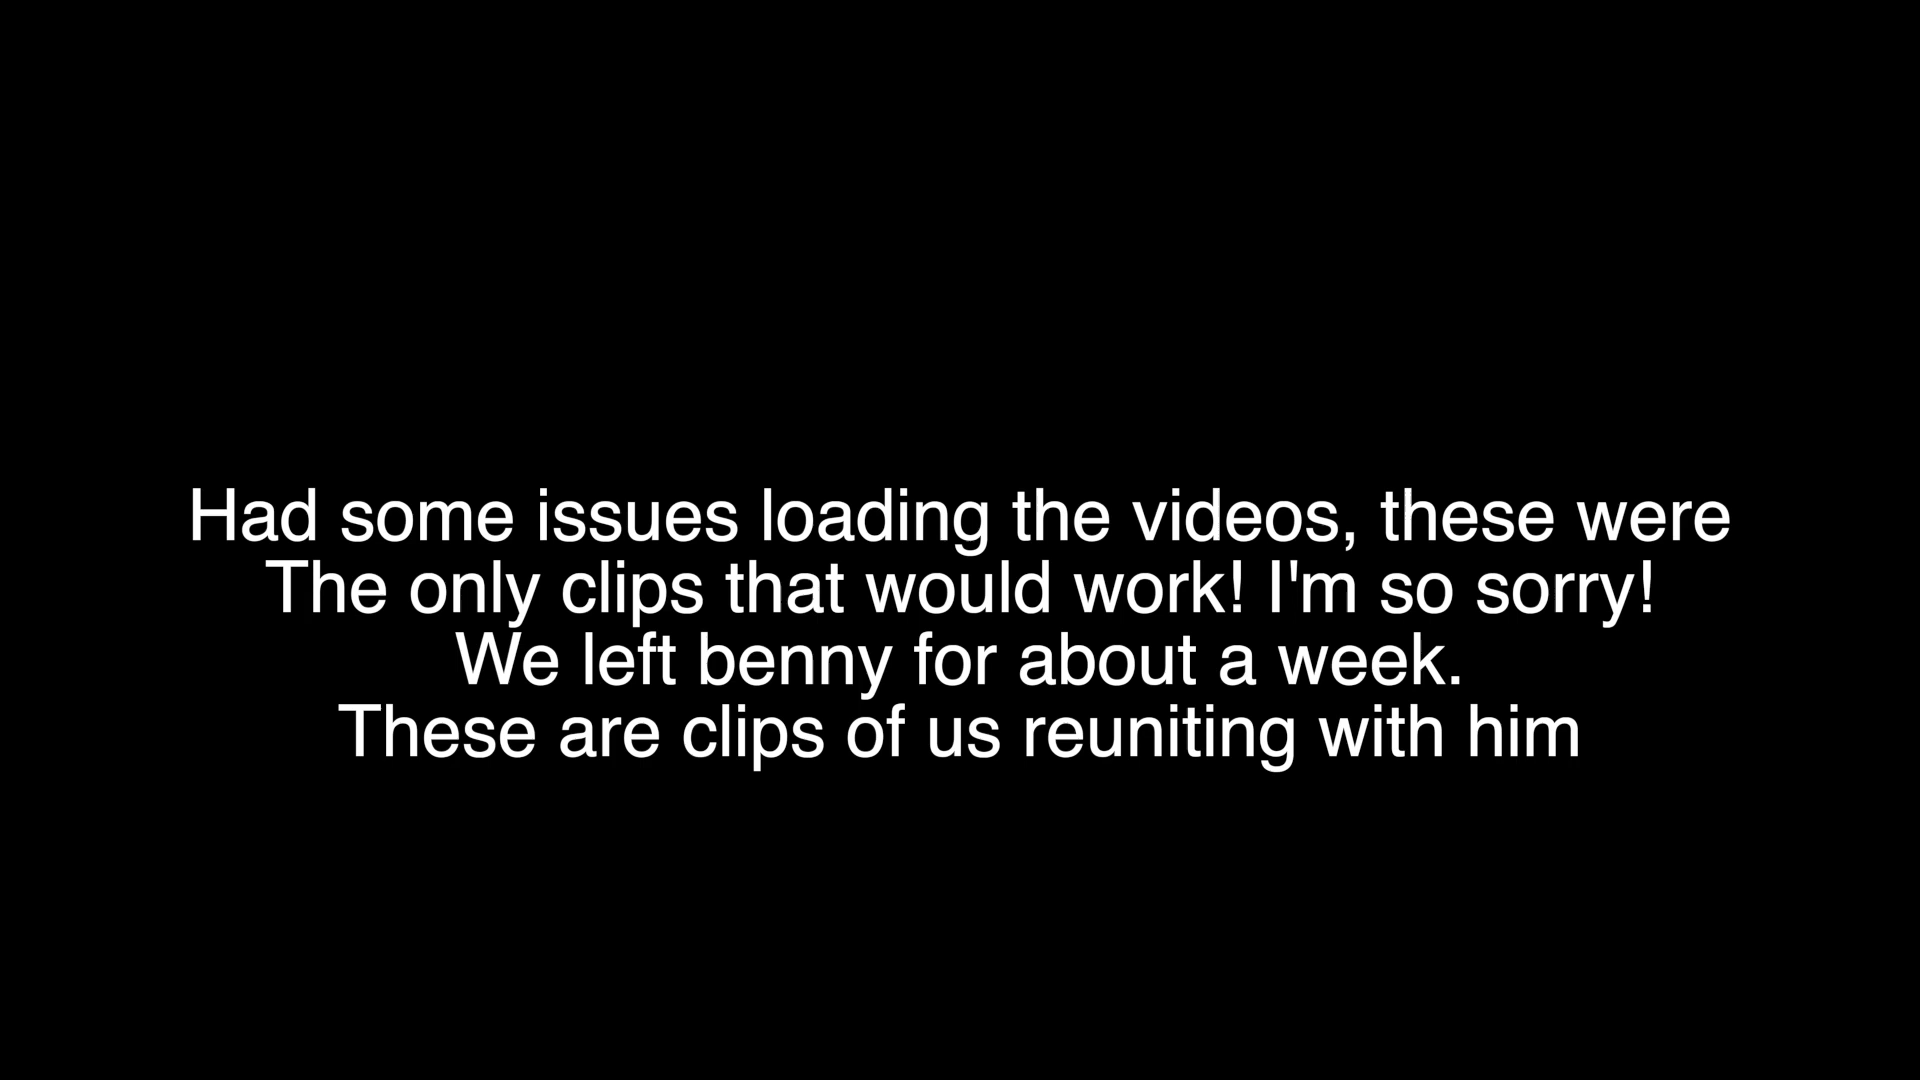 Had some issues loading the videos, these were
The only clips that would work! I'm so sorry!
We left benny for about a week.
These are clips of us reuniting with him